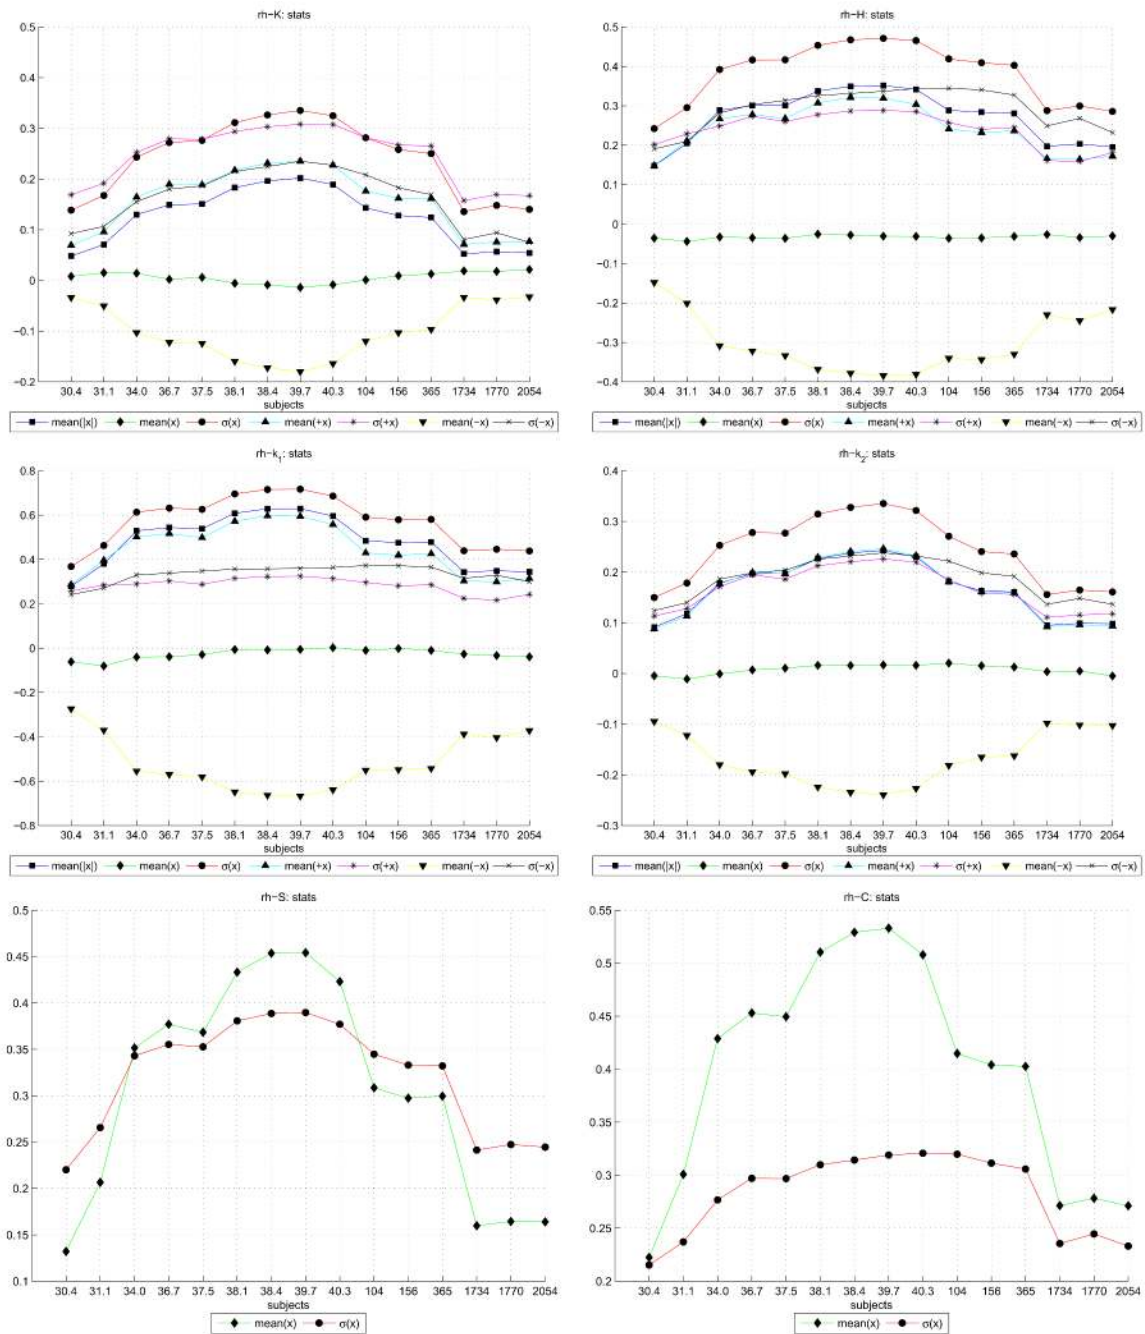 rh−K: stats
0.5
0.4
0.3
0.2
0.1
0
−0.1
−0.2
30.4 31.1 34.0 36.7 37.5 38.1 38.4 39.7 40.3 104 156 365 1734 1770 2054
subjects
mean(|x|) mean(x) σ(x) mean(+x) σ(+x) mean(−x) σ(−x)
rh−H: stats
0.5
0.4
0.3
0.2
0.1
0
−0.1
−0.2
−0.3
−0.4
30.4 31.1 34.0 36.7 37.5 38.1 38.4 39.7 40.3 104 156 365 1734 1770 2054
subjects
mean(|x|) mean(x) σ(x) mean(+x) σ(+x) mean(−x) σ(−x)
rh−k₁: stats
0.8
0.6
0.4
0.2
0
−0.2
−0.4
−0.6
−0.8
30.4 31.1 34.0 36.7 37.5 38.1 38.4 39.7 40.3 104 156 365 1734 1770 2054
subjects
mean(|x|) mean(x) σ(x) mean(+x) σ(+x) mean(−x) σ(−x)
rh−k₂: stats
0.4
0.3
0.2
0.1
0
−0.1
−0.2
−0.3
30.4 31.1 34.0 36.7 37.5 38.1 38.4 39.7 40.3 104 156 365 1734 1770 2054
subjects
mean(|x|) mean(x) σ(x) mean(+x) σ(+x) mean(−x) σ(−x)
rh−S: stats
0.5
0.45
0.4
0.35
0.3
0.25
0.2
0.15
0.1
30.4 31.1 34.0 36.7 37.5 38.1 38.4 39.7 40.3 104 156 365 1734 1770 2054
subjects
mean(x) σ(x)
rh−C: stats
0.55
0.5
0.45
0.4
0.35
0.3
0.25
0.2
30.4 31.1 34.0 36.7 37.5 38.1 38.4 39.7 40.3 104 156 365 1734 1770 2054
subjects
mean(x) σ(x)